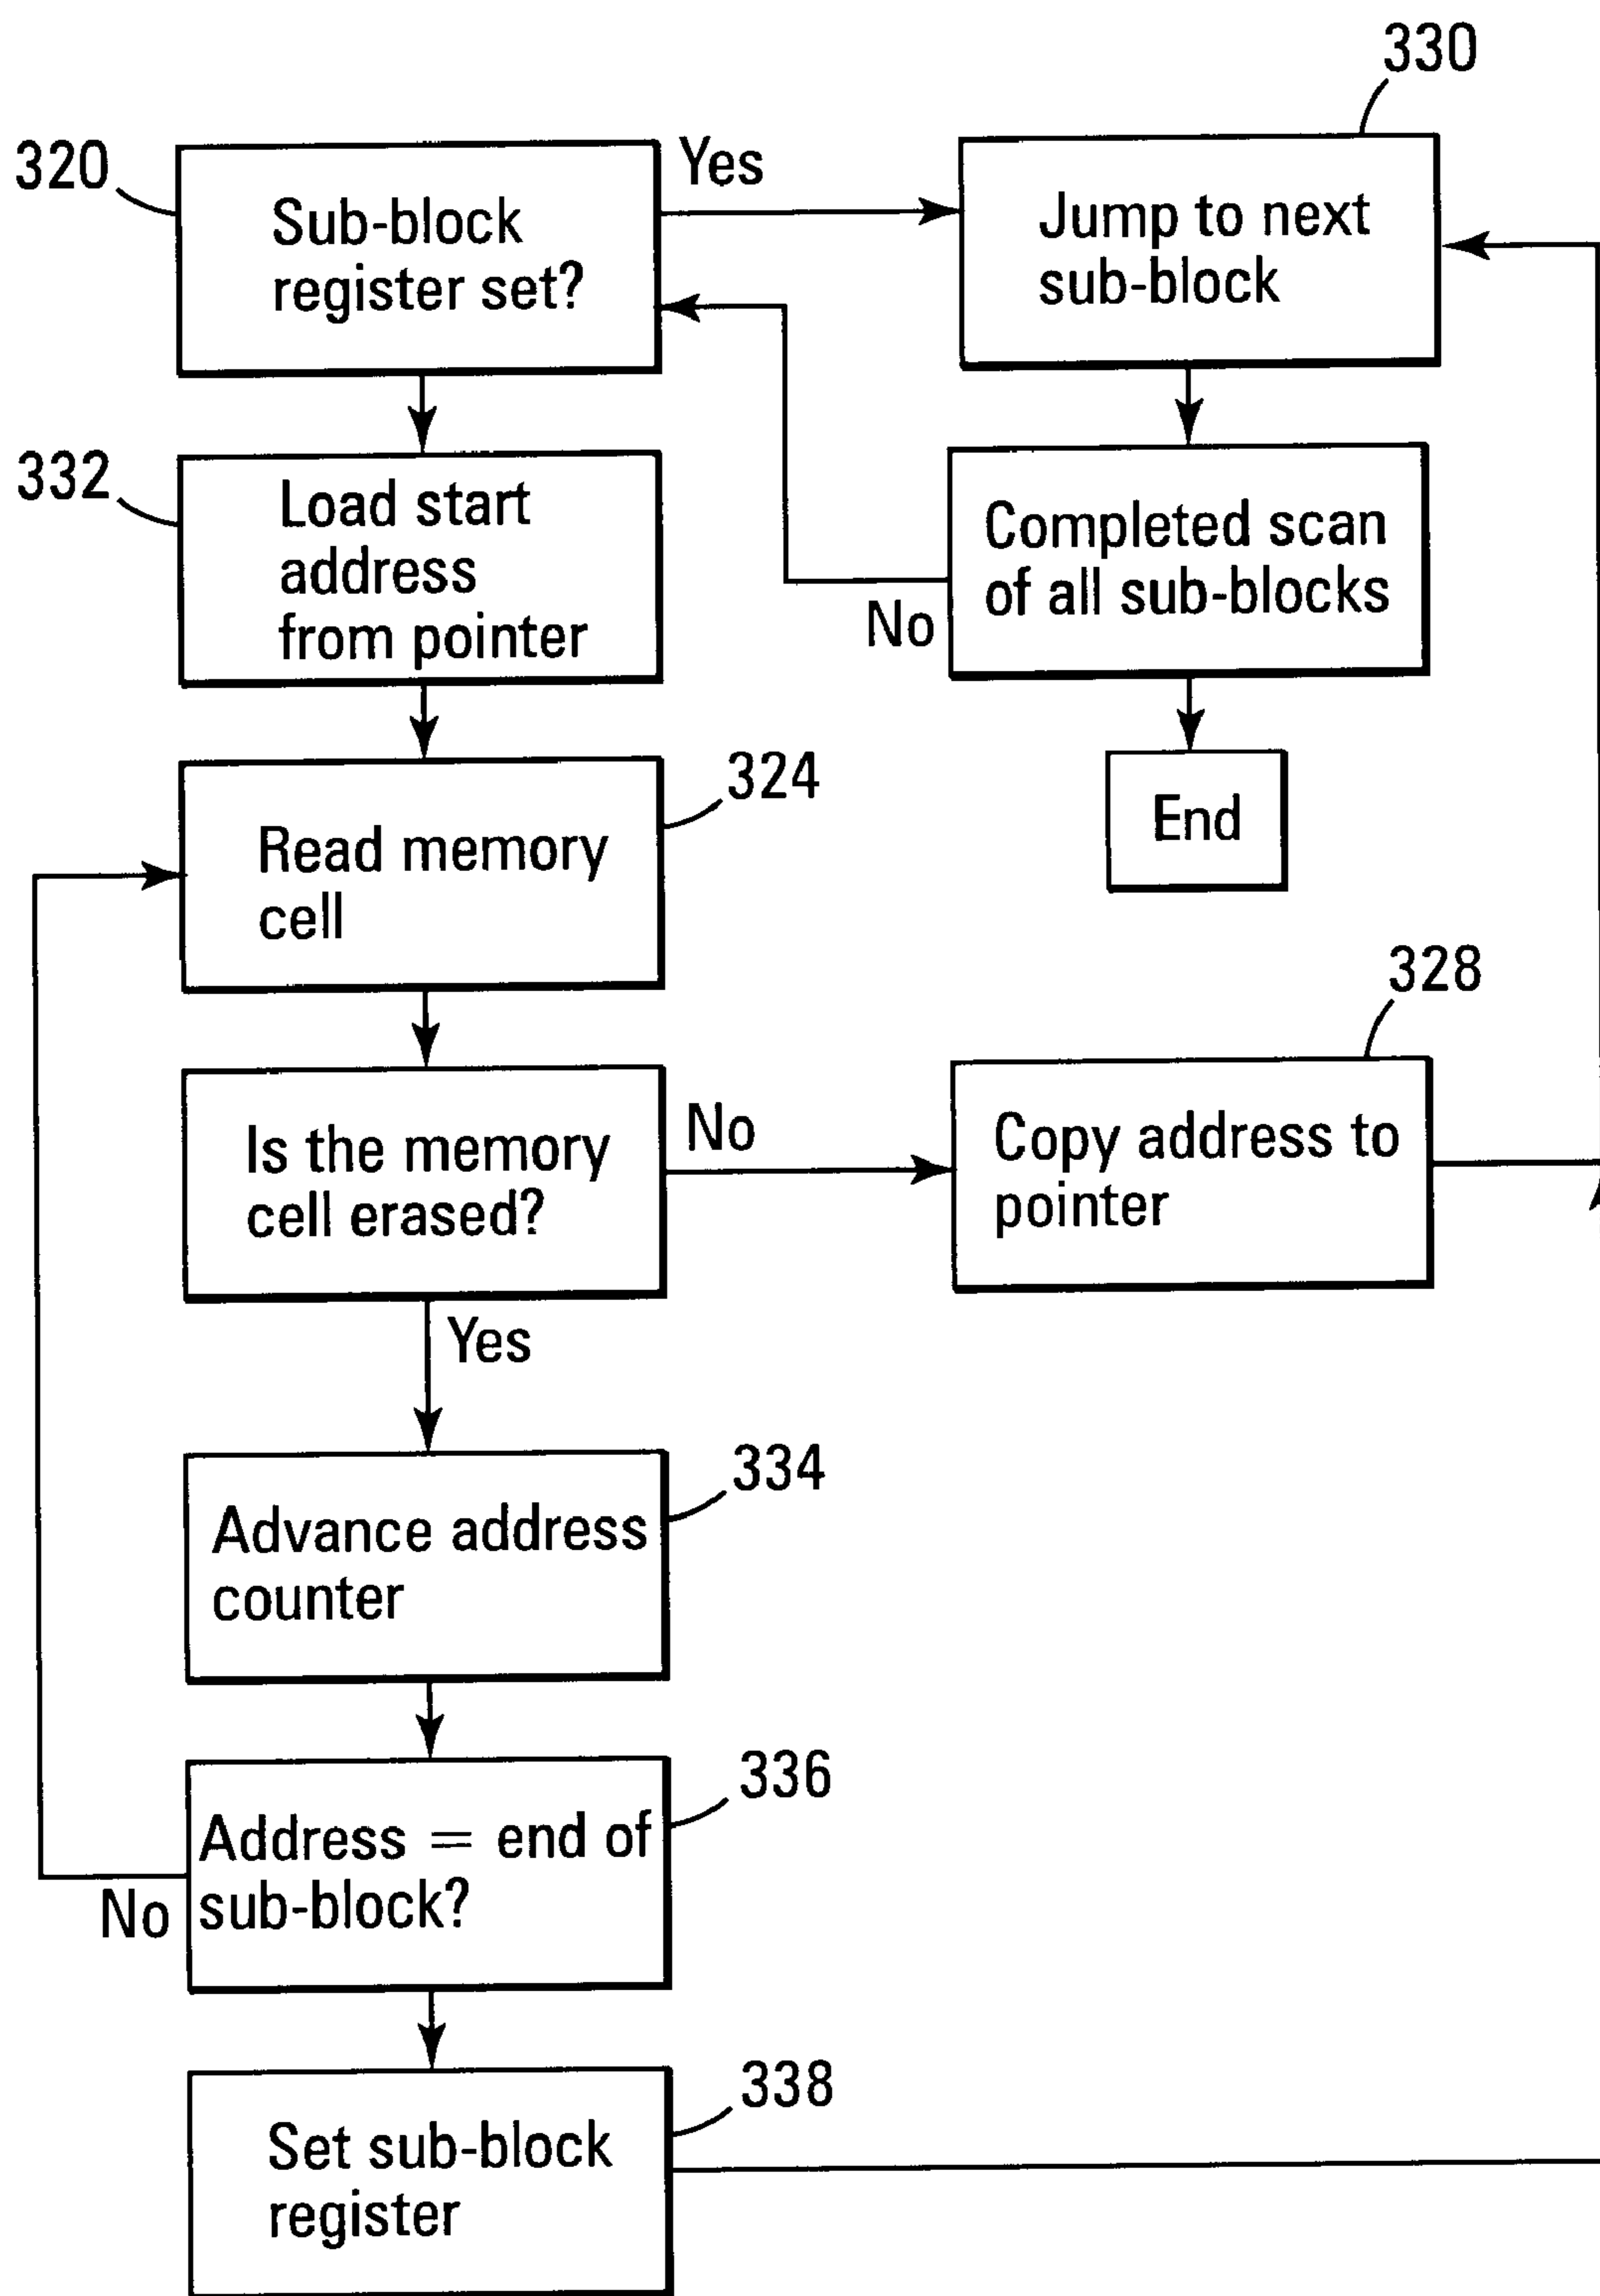 330
320
Yes
Sub-block
register set?
Jump to next
sub-block
332
Load start
address
from pointer
Completed scan
of all sub-blocks
No
324
Read memory
cell
End
328
Is the memory
cell erased?
No
Copy address to
pointer
Yes
334
Advance address
counter
336
Address = end of
sub-block?
No
338
Set sub-block
register